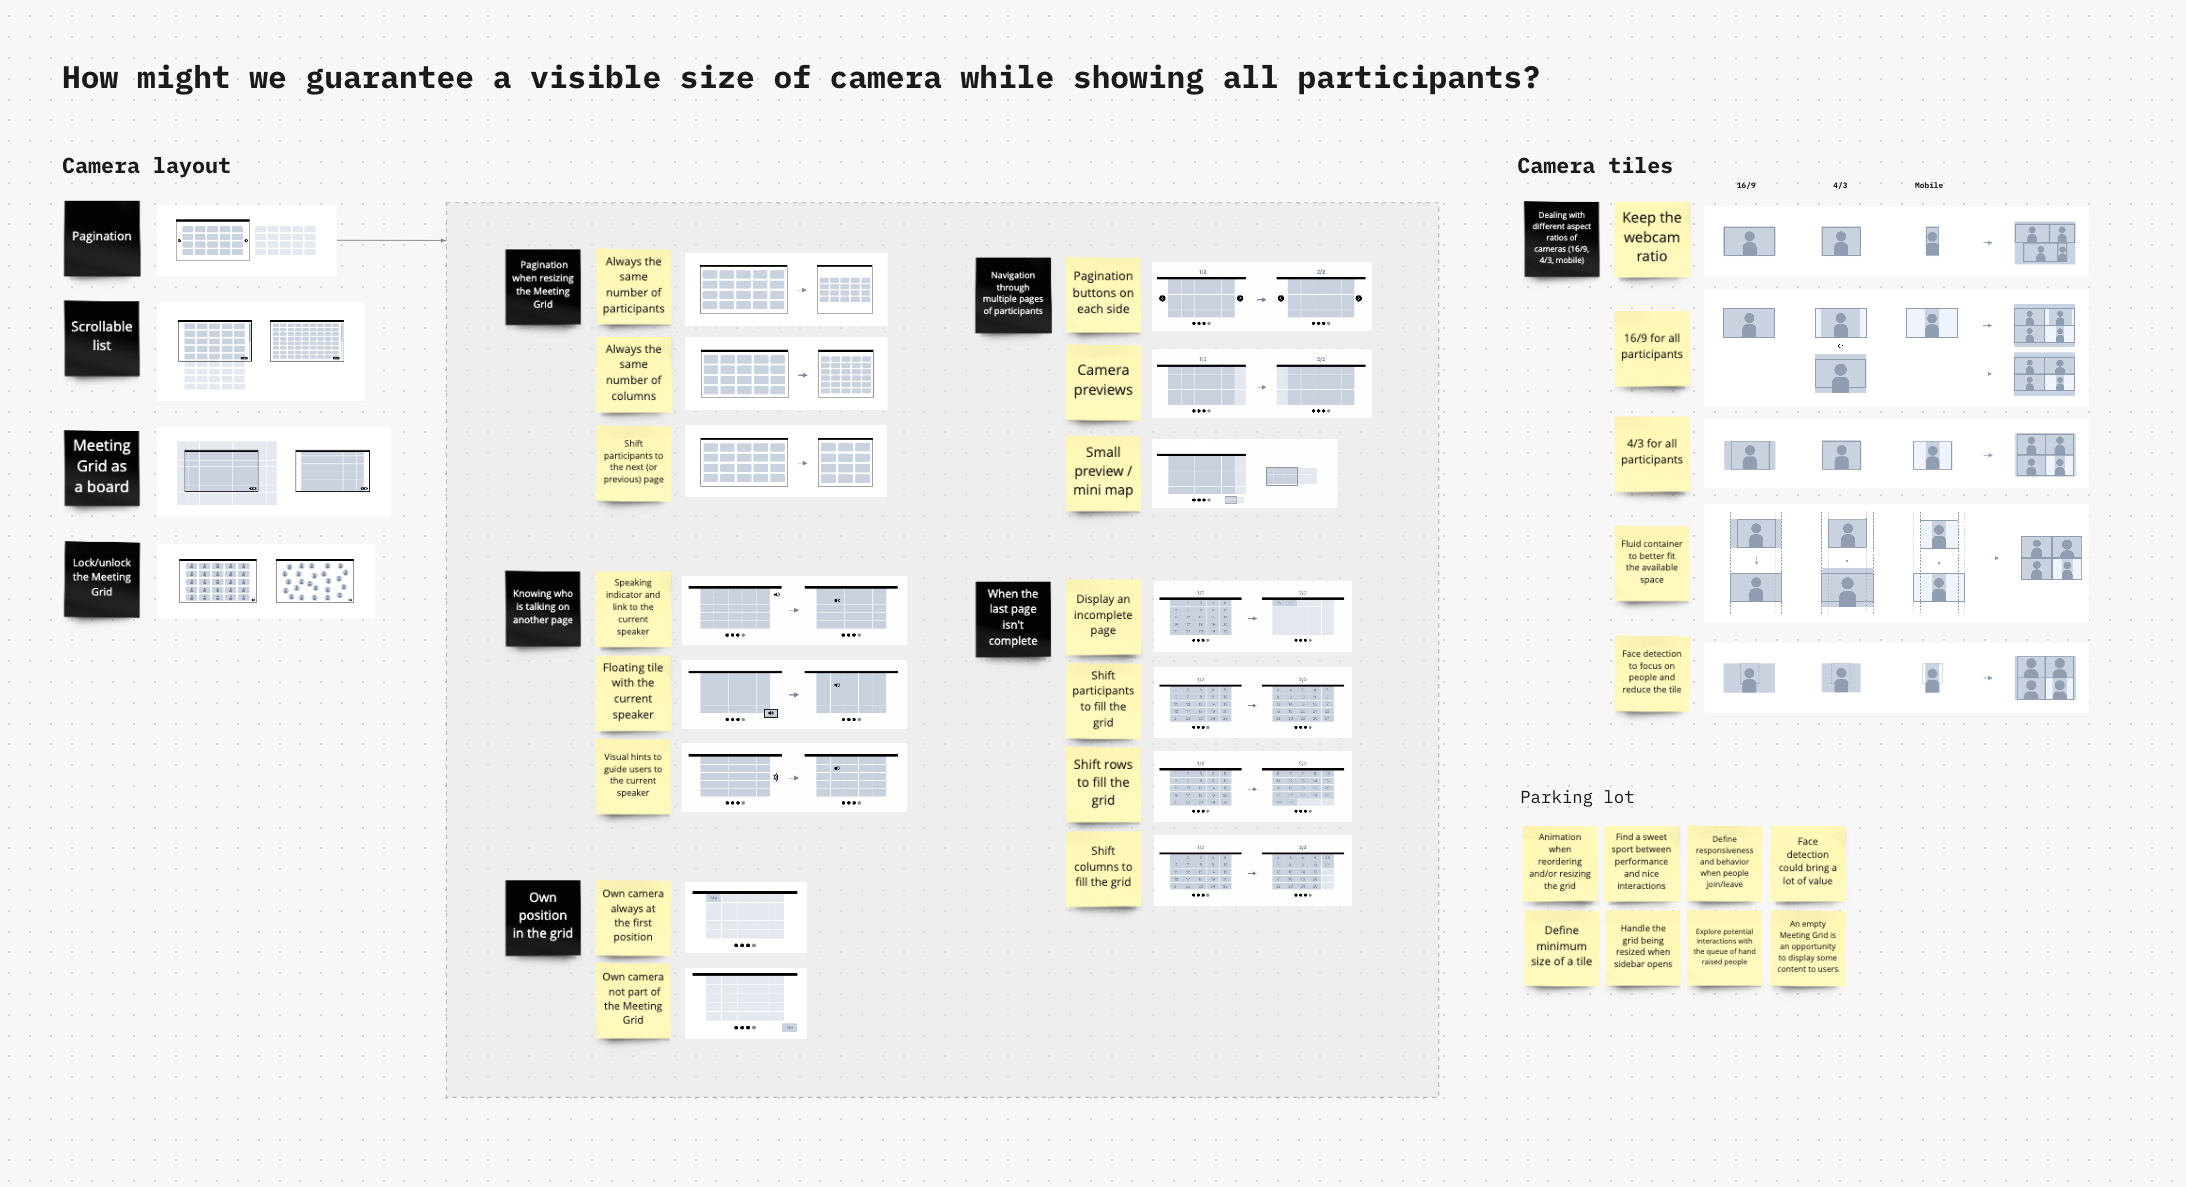 How might we guarantee a visible size of camera while showing all participants?
Camera layout
Pagination
Scrollable
list
Meeting
Grid as
a board
Lock/unlock
the Meeting
Grid
Pagination
when resizing
the Meeting
Grid
Always the
same
number of
participants
Always the
same
number of
columns
Shift
participants to
the next (or
previous) page
Navigation
through
multiple pages
of participants
Pagination
buttons on
each side
1/2
2/2
Camera
previews
1/2
2/2
Small
preview /
mini map
Knowing who
is talking on
another page
Speaking
indicator and
link to the
current
speaker
Floating tile
with the
current
speaker
Visual hints to
guide users to
the current
speaker
When the
last page
isn't
complete
Display an
incomplete
page
1/2
2/2
Shift
participants
to fill the
grid
1/2
2/2
Shift rows
to fill the
grid
1/2
2/2
Shift
columns to
fill the grid
1/2
2/2
Own
position
in the grid
Own camera
always at
the first
position
Me
Own camera
not part of
the Meeting
Grid
Me
Camera tiles
16/9
4/3
Mobile
Dealing with
different aspect
ratios of
cameras (16/9,
4/3, mobile)
Keep the
webcam
ratio
16/9 for all
participants
4/3 for all
participants
Fluid container
to better fit
the available
space
Face detection
to focus on
people and
reduce the tile
Parking lot
Animation
when
reordering
and/or resizing
the grid
Find a sweet
sport between
performance
and nice
interactions
Define
responsiveness
and behavior
when people
join/leave
Face
detection
could bring a
lot of value
Define
minimum
size of a tile
Handle the
grid being
resized when
sidebar opens
Explore potential
interactions with
the queue of hand
raised people
An empty
Meeting Grid is
an opportunity
to display some
content to users